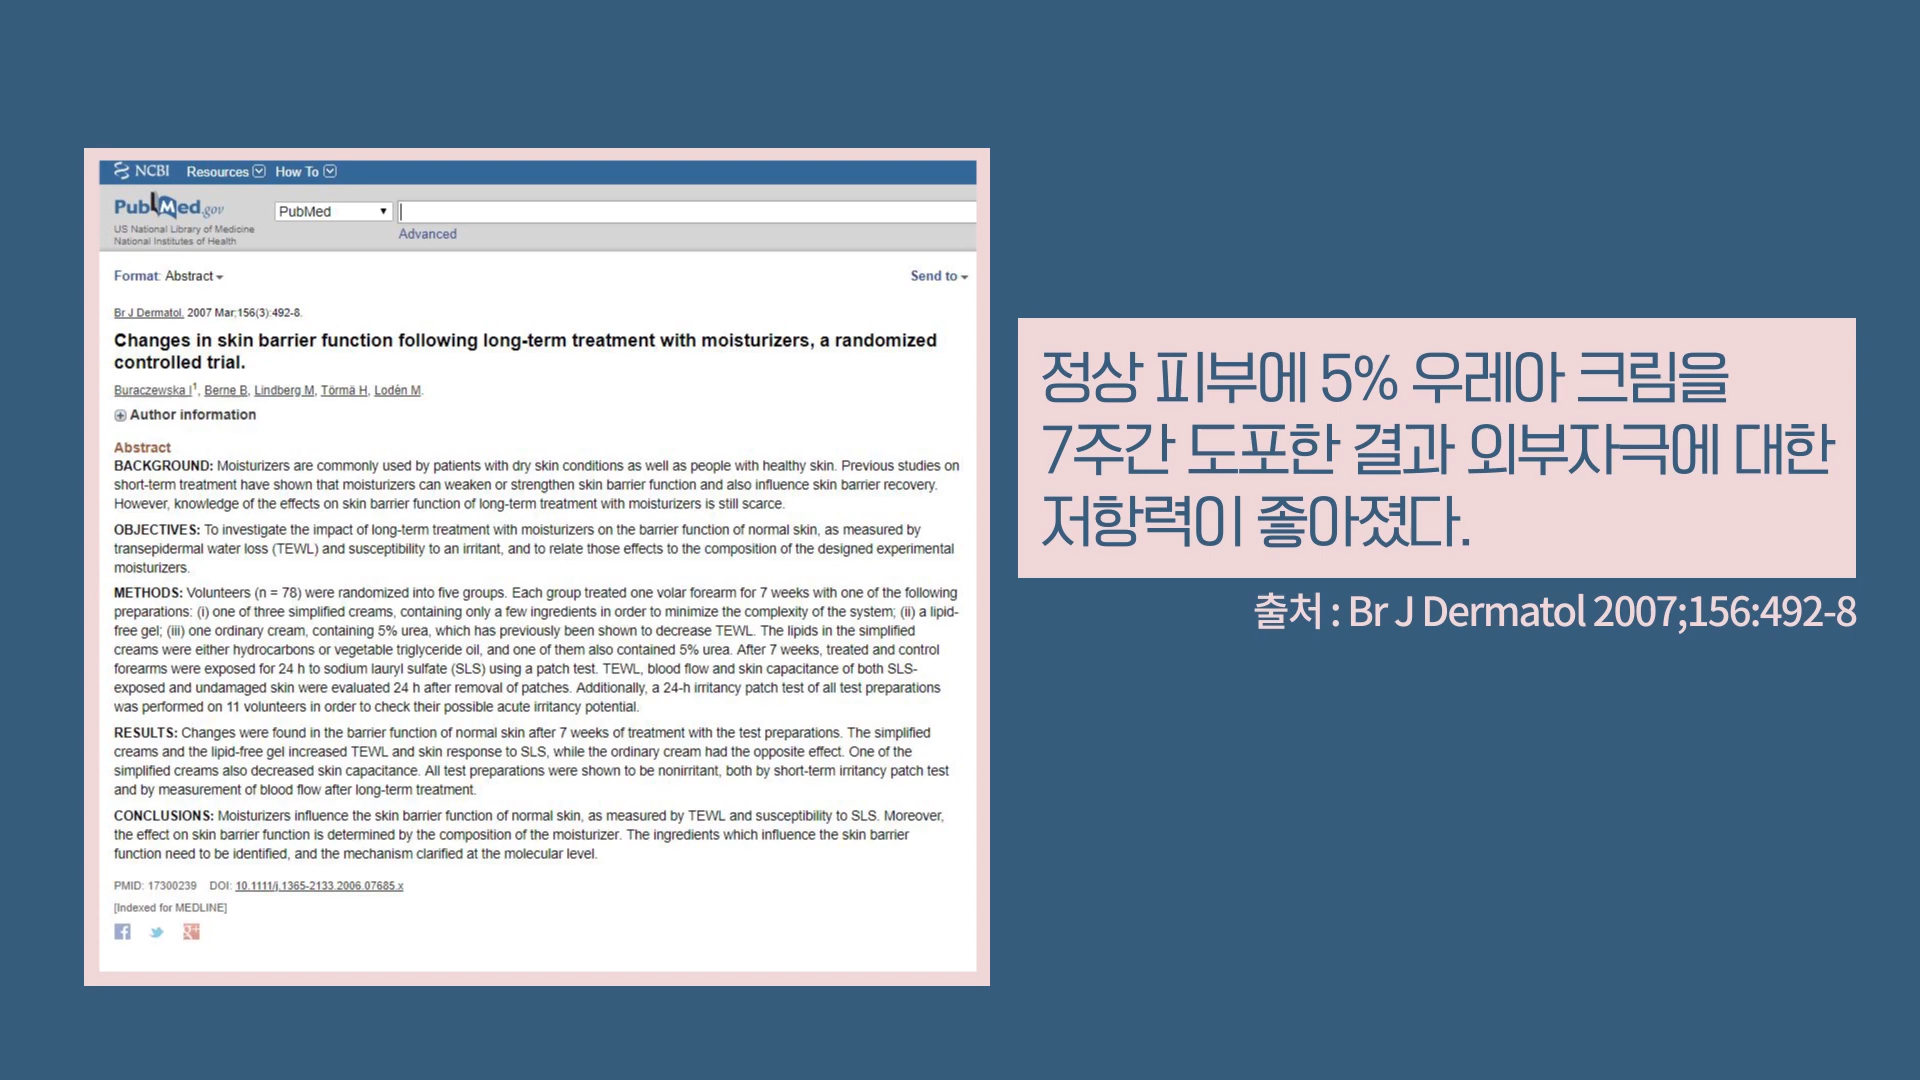 NCBI Resources How To
PubMed.gov
US National Library of Medicine
National Institutes of Health
PubMed
Advanced
Format: Abstract
Send to
Br J Dermatol. 2007 Mar;156(3):492-8.
Changes in skin barrier function following long-term treatment with moisturizers, a randomized
controlled trial.
Buraczewska I1, Berne B, Lindberg M, Törmä H, Lodén M.
Author information
Abstract
BACKGROUND: Moisturizers are commonly used by patients with dry skin conditions as well as people with healthy skin. Previous studies on
short-term treatment have shown that moisturizers can weaken or strengthen skin barrier function and also influence skin barrier recovery.
However, knowledge of the effects on skin barrier function of long-term treatment with moisturizers is still scarce.
OBJECTIVES: To investigate the impact of long-term treatment with moisturizers on the barrier function of normal skin, as measured by
transepidermal water loss (TEWL) and susceptibility to an irritant, and to relate those effects to the composition of the designed experimental
moisturizers.
METHODS: Volunteers (n = 78) were randomized into five groups. Each group treated one volar forearm for 7 weeks with one of the following
preparations: (i) one of three simplified creams, containing only a few ingredients in order to minimize the complexity of the system; (ii) a lipid-
free gel; (iii) one ordinary cream, containing 5% urea, which has previously been shown to decrease TEWL. The lipids in the simplified
creams were either hydrocarbons or vegetable triglyceride oil, and one of them also contained 5% urea. After 7 weeks, treated and control
forearms were exposed for 24 h to sodium lauryl sulfate (SLS) using a patch test. TEWL, blood flow and skin capacitance of both SLS-
exposed and undamaged skin were evaluated 24 h after removal of patches. Additionally, a 24-h irritancy patch test of all test preparations
was performed on 11 volunteers in order to check their possible acute irritancy potential.
RESULTS: Changes were found in the barrier function of normal skin after 7 weeks of treatment with the test preparations. The simplified
creams and the lipid-free gel increased TEWL and skin response to SLS, while the ordinary cream had the opposite effect. One of the
simplified creams also decreased skin capacitance. All test preparations were shown to be nonirritant, both by short-term irritancy patch test
and by measurement of blood flow after long-term treatment.
CONCLUSIONS: Moisturizers influence the skin barrier function of normal skin, as measured by TEWL and susceptibility to SLS. Moreover,
the effect on skin barrier function is determined by the composition of the moisturizer. The ingredients which influence the skin barrier
function need to be identified, and the mechanism clarified at the molecular level.
PMID: 17300239 DOI: 10.1111/j.1365-2133.2006.07685.x
[Indexed for MEDLINE]
정상 피부에 5% 우레아 크림을
7주간 도포한 결과 외부자극에 대한
저항력이 좋아졌다.
출처 : Br J Dermatol 2007;156:492-8